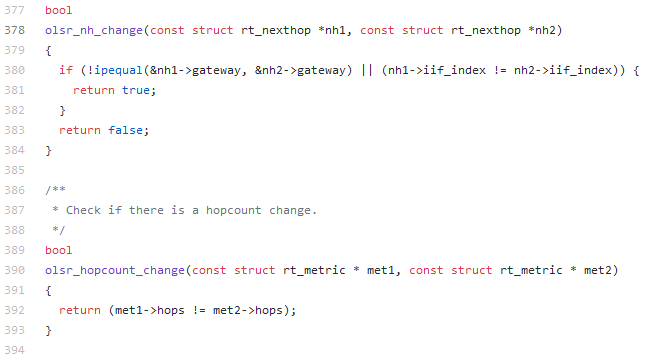 377 bool
378 olsr_nh_change(const struct rt_nexthop *nh1, const struct rt_nexthop *nh2)
379 {
380   if (!ipequal(&nh1->gateway, &nh2->gateway) || (nh1->iif_index != nh2->iif_index)) {
381     return true;
382   }
383   return false;
384 }
385
386 /**
387  * Check if there is a hopcount change.
388  */
389 bool
390 olsr_hopcount_change(const struct rt_metric * met1, const struct rt_metric * met2)
391 {
392   return (met1->hops != met2->hops);
393 }
394